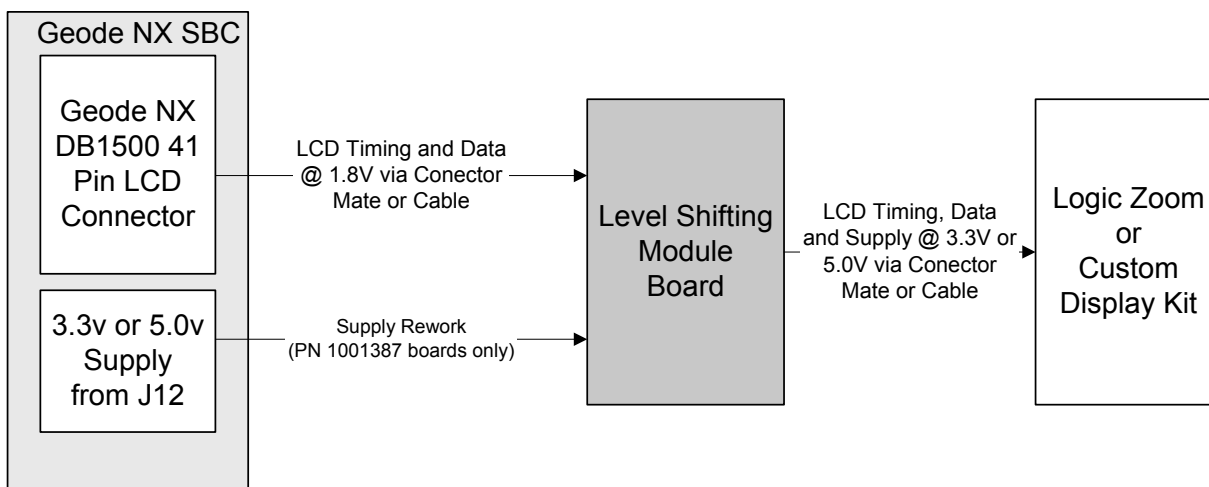 Geode NX SBC
Geode NX
DB1500 41
Pin LCD
Connector
LCD Timing and Data
@ 1.8V via Conector
Mate or Cable
3.3v or 5.0v
Supply
from J12
Supply Rework
(PN 1001387 boards only)
Level Shifting
Module
Board
LCD Timing, Data
and Supply @ 3.3V or
5.0V via Conector
Mate or Cable
Logic Zoom
or
Custom
Display Kit